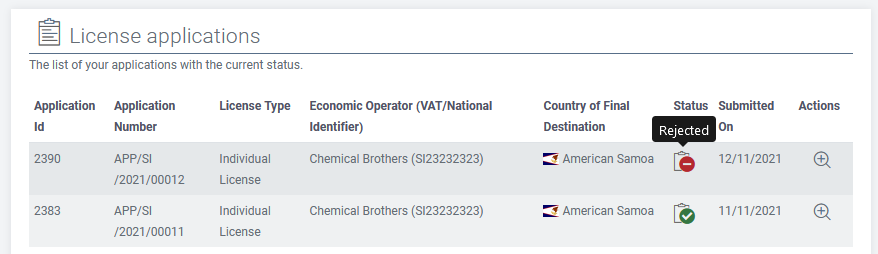 License applications
The list of your applications with the current status.
Application Id
Application Number
License Type
Economic Operator (VAT/National Identifier)
Country of Final Destination
Status
Submitted On
Actions
Rejected
2390
APP/SI /2021/00012
Individual License
Chemical Brothers (SI23232323)
American Samoa
12/11/2021
2383
APP/SI /2021/00011
Individual License
Chemical Brothers (SI23232323)
American Samoa
11/11/2021